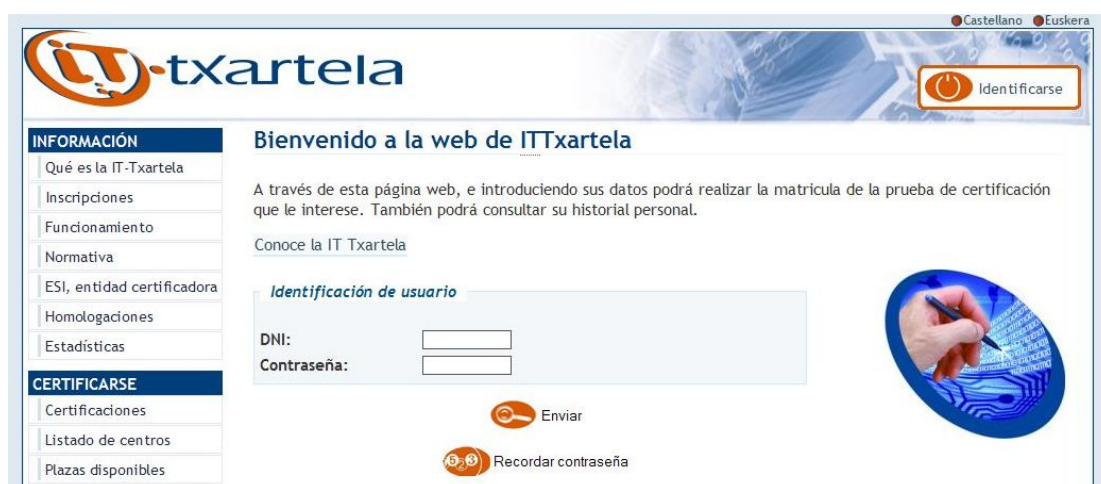 Castellano Euskera
iT-txartela
Identificarse
INFORMACIÓN
Qué es la IT-Txartela
Inscripciones
Funcionamiento
Normativa
ESI, entidad certificadora
Homologaciones
Estadísticas
CERTIFICARSE
Certificaciones
Listado de centros
Plazas disponibles
Bienvenido a la web de ITTxartela
A través de esta página web, e introduciendo sus datos podrá realizar la matricula de la prueba de certificación
que le interese. También podrá consultar su historial personal.
Conoce la IT Txartela
Identificación de usuario
DNI:
Contraseña:
Enviar
Recordar contraseña